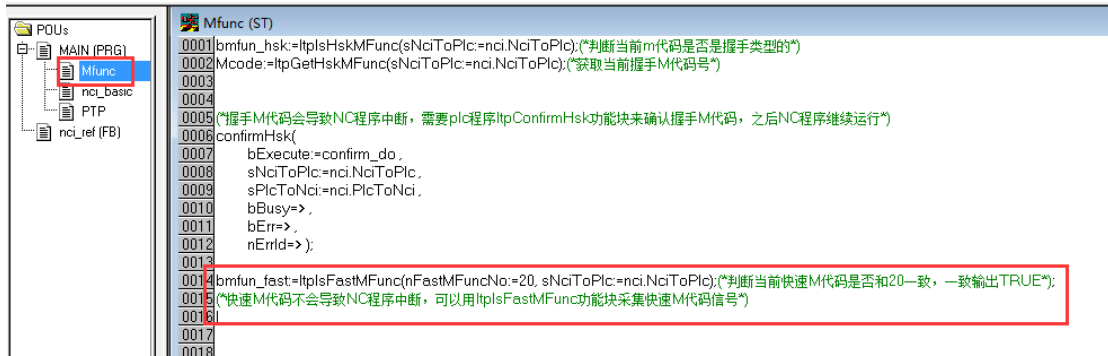 POUs
MAIN (PRG)
Mfunc
nci_basic
PTP
nci_ref (FB)
Mfunc (ST)
0001 bmfun_hsk:=ItpIsHskMFunc(sNciToPlc:=nci.NciToPlc);(*判断当前m代码是否是握手类型的*)
0002 Mcode:=ItpGetHskMFunc(sNciToPlc:=nci.NciToPlc);(*获取当前握手M代码号*)
0003
0004
0005 (*握手M代码会导致NC程序中断，需要plc程序ItpConfirmHsk功能块来确认握手M代码，之后NC程序继续运行*)
0006 confirmHsk(
0007 bExecute:=confirm_do ,
0008 sNciToPlc:=nci.NciToPlc ,
0009 sPlcToNci:=nci.PlcToNci ,
0010 bBusy=> ,
0011 bErr=> ,
0012 nErrId=> );
0013
0014 bmfun_fast:=ItpIsFastMFunc(nFastMFuncNo:=20, sNciToPlc:=nci.NciToPlc);(*判断当前快速M代码是否和20一致，一致输出TRUE*);
0015 (*快速M代码不会导致NC程序中断，可以用ItpIsFastMFunc功能块采集快速M代码信号*)
0016
0017
0018